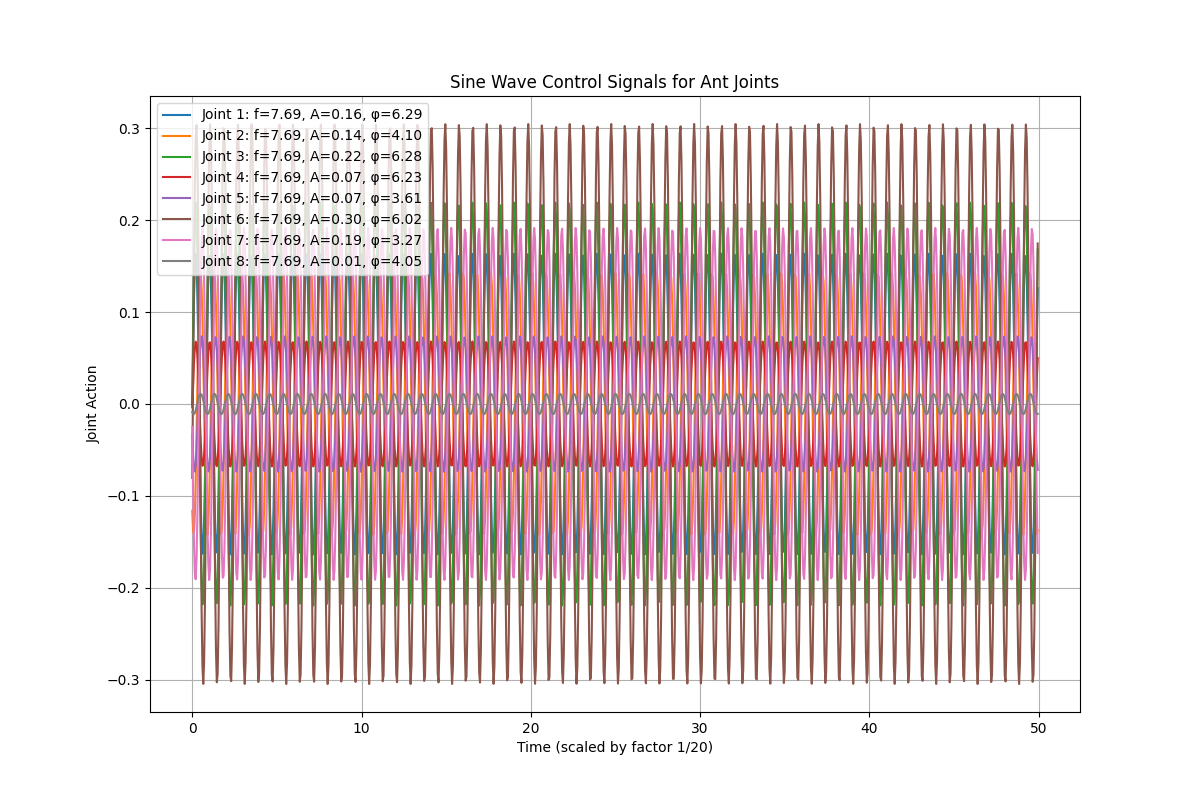 Sine Wave Control Signals for Ant Joints
Joint 1: f=7.69, A=0.16, φ=6.29
Joint 2: f=7.69, A=0.14, φ=4.10
Joint 3: f=7.69, A=0.22, φ=6.28
Joint 4: f=7.69, A=0.07, φ=6.23
Joint 5: f=7.69, A=0.07, φ=3.61
Joint 6: f=7.69, A=0.30, φ=6.02
Joint 7: f=7.69, A=0.19, φ=3.27
Joint 8: f=7.69, A=0.01, φ=4.05
Joint Action
0.3
0.2
0.1
0.0
−0.1
−0.2
−0.3
0 10 20 30 40 50
Time (scaled by factor 1/20)